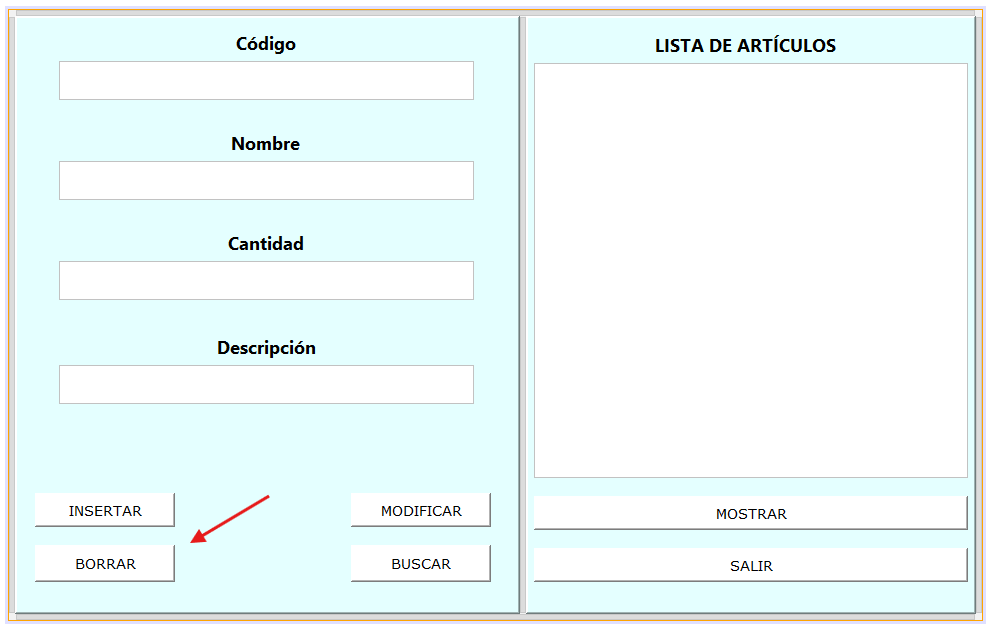 Código
Nombre
Cantidad
Descripción
INSERTAR
MODIFICAR
BORRAR
BUSCAR
LISTA DE ARTÍCULOS
MOSTRAR
SALIR